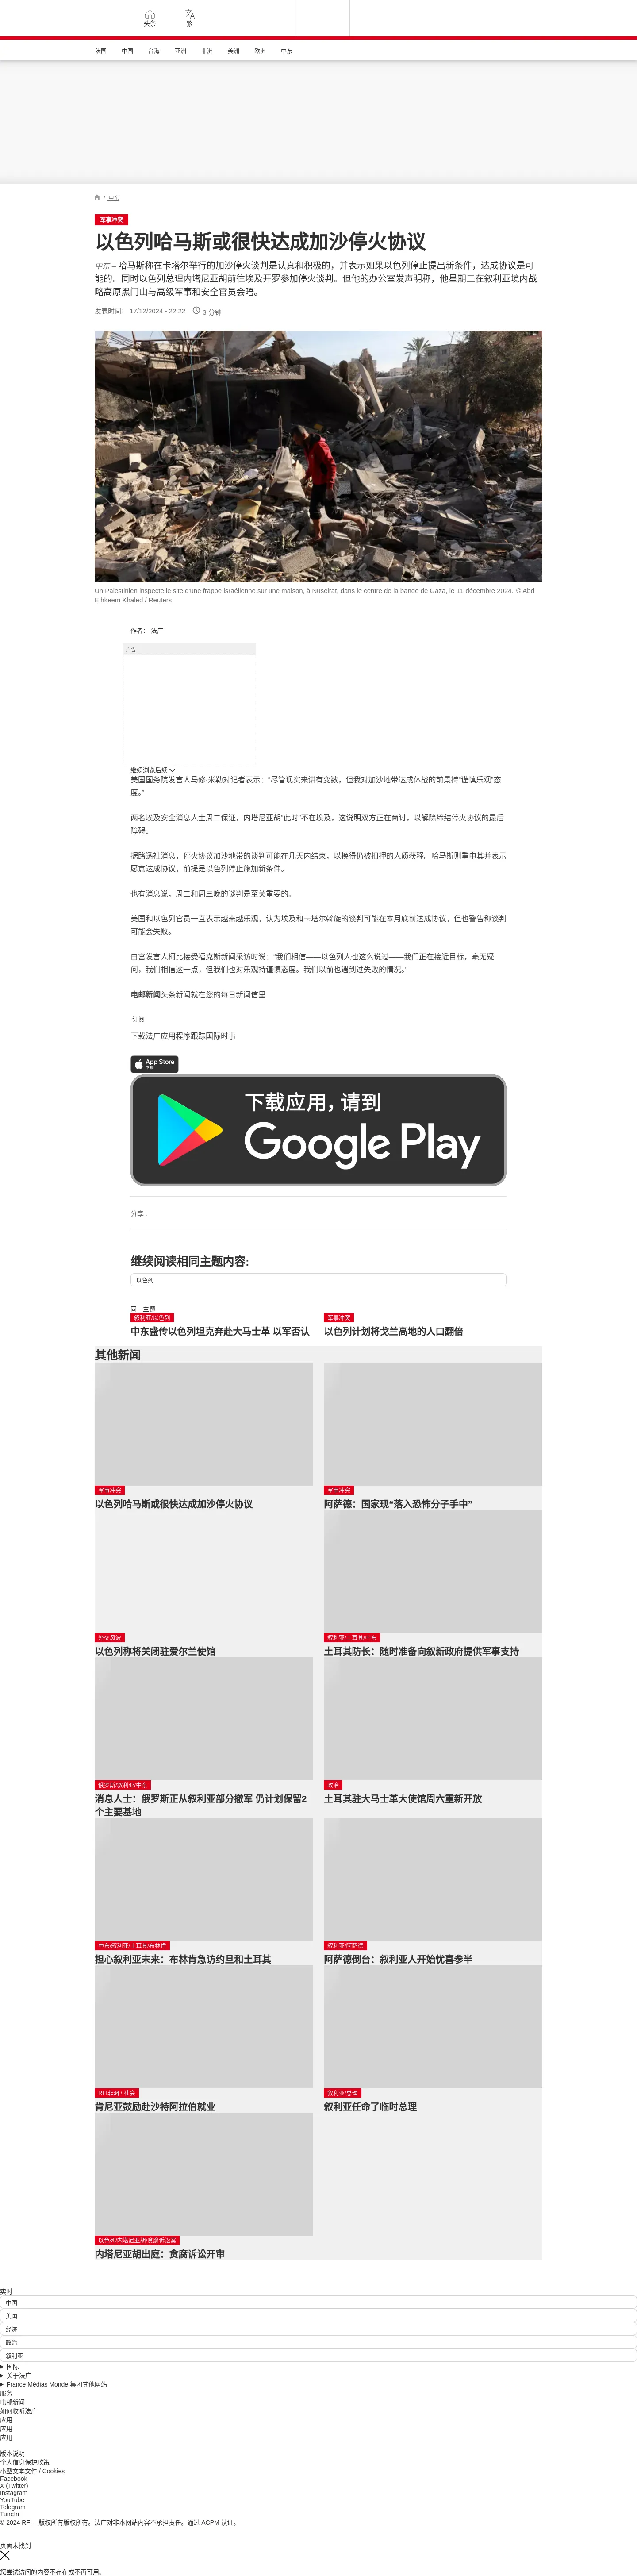 头条
繁
法国 中国 台海 亚洲 非洲 美洲 欧洲 中东
/ 中东
军事冲突
以色列哈马斯或很快达成加沙停火协议
中东 – 哈马斯称在卡塔尔举行的加沙停火谈判是认真和积极的，并表示如果以色列停止提出新条件，达成协议是可
能的。同时以色列总理内塔尼亚胡前往埃及开罗参加停火谈判。但他的办公室发声明称，他星期二在叙利亚境内战
略高原黑门山与高级军事和安全官员会晤。
发表时间： 17/12/2024 - 22:22 3 分钟
Un Palestinien inspecte le site d'une frappe israélienne sur une maison, à Nuseirat, dans le centre de la bande de Gaza, le 11 décembre 2024. © Abd
Elhkeem Khaled / Reuters
作者： 法广
广告
继续浏览后续
美国国务院发言人马修·米勒对记者表示：“尽管现实来讲有变数，但我对加沙地带达成休战的前景持“谨慎乐观”态
度。”
两名埃及安全消息人士周二保证，内塔尼亚胡“此时”不在埃及，这说明双方正在商讨，以解除缔结停火协议的最后
障碍。
据路透社消息，停火协议加沙地带的谈判可能在几天内结束，以换得仍被扣押的人质获释。哈马斯则重申其并表示
愿意达成协议，前提是以色列停止施加新条件。
也有消息说，周二和周三晚的谈判是至关重要的。
美国和以色列官员一直表示越来越乐观，认为埃及和卡塔尔斡旋的谈判可能在本月底前达成协议，但也警告称谈判
可能会失败。
白宫发言人柯比接受福克斯新闻采访时说：“我们相信——以色列人也这么说过——我们正在接近目标，毫无疑
问，我们相信这一点，但我们也对乐观持谨慎态度。我们以前也遇到过失败的情况。”
电邮新闻头条新闻就在您的每日新闻信里
订阅
下载法广应用程序跟踪国际时事
App Store
下载
下载应用，请到
Google Play
分享 :
继续阅读相同主题内容:
以色列
同一主题
叙利亚/以色列
中东盛传以色列坦克奔赴大马士革 以军否认
军事冲突
以色列计划将戈兰高地的人口翻倍
其他新闻
军事冲突
以色列哈马斯或很快达成加沙停火协议
军事冲突
阿萨德：国家现“落入恐怖分子手中”
外交风波
以色列称将关闭驻爱尔兰使馆
叙利亚/土耳其/中东
土耳其防长：随时准备向叙新政府提供军事支持
俄罗斯/叙利亚/中东
消息人士：俄罗斯正从叙利亚部分撤军 仍计划保留2
个主要基地
政治
土耳其驻大马士革大使馆周六重新开放
中东/叙利亚/土耳其/布林肯
担心叙利亚未来：布林肯急访约旦和土耳其
叙利亚/阿萨德
阿萨德倒台：叙利亚人开始忧喜参半
RFI非洲 / 社会
肯尼亚鼓励赴沙特阿拉伯就业
叙利亚/总理
叙利亚任命了临时总理
以色列/内塔尼亚胡/贪腐诉讼案
内塔尼亚胡出庭：贪腐诉讼开审
实时
中国
美国
经济
政治
叙利亚
国际
关于法广
France Médias Monde 集团其他网站
服务
电邮新闻
如何收听法广
应用
应用
应用
版本说明
个人信息保护政策
小型文本文件 / Cookies
Facebook
X (Twitter)
Instagram
YouTube
Telegram
TuneIn
© 2024 RFI – 版权所有版权所有。法广对非本网站内容不承担责任。通过 ACPM 认证。
页面未找到
您尝试访问的内容不存在或不再可用。